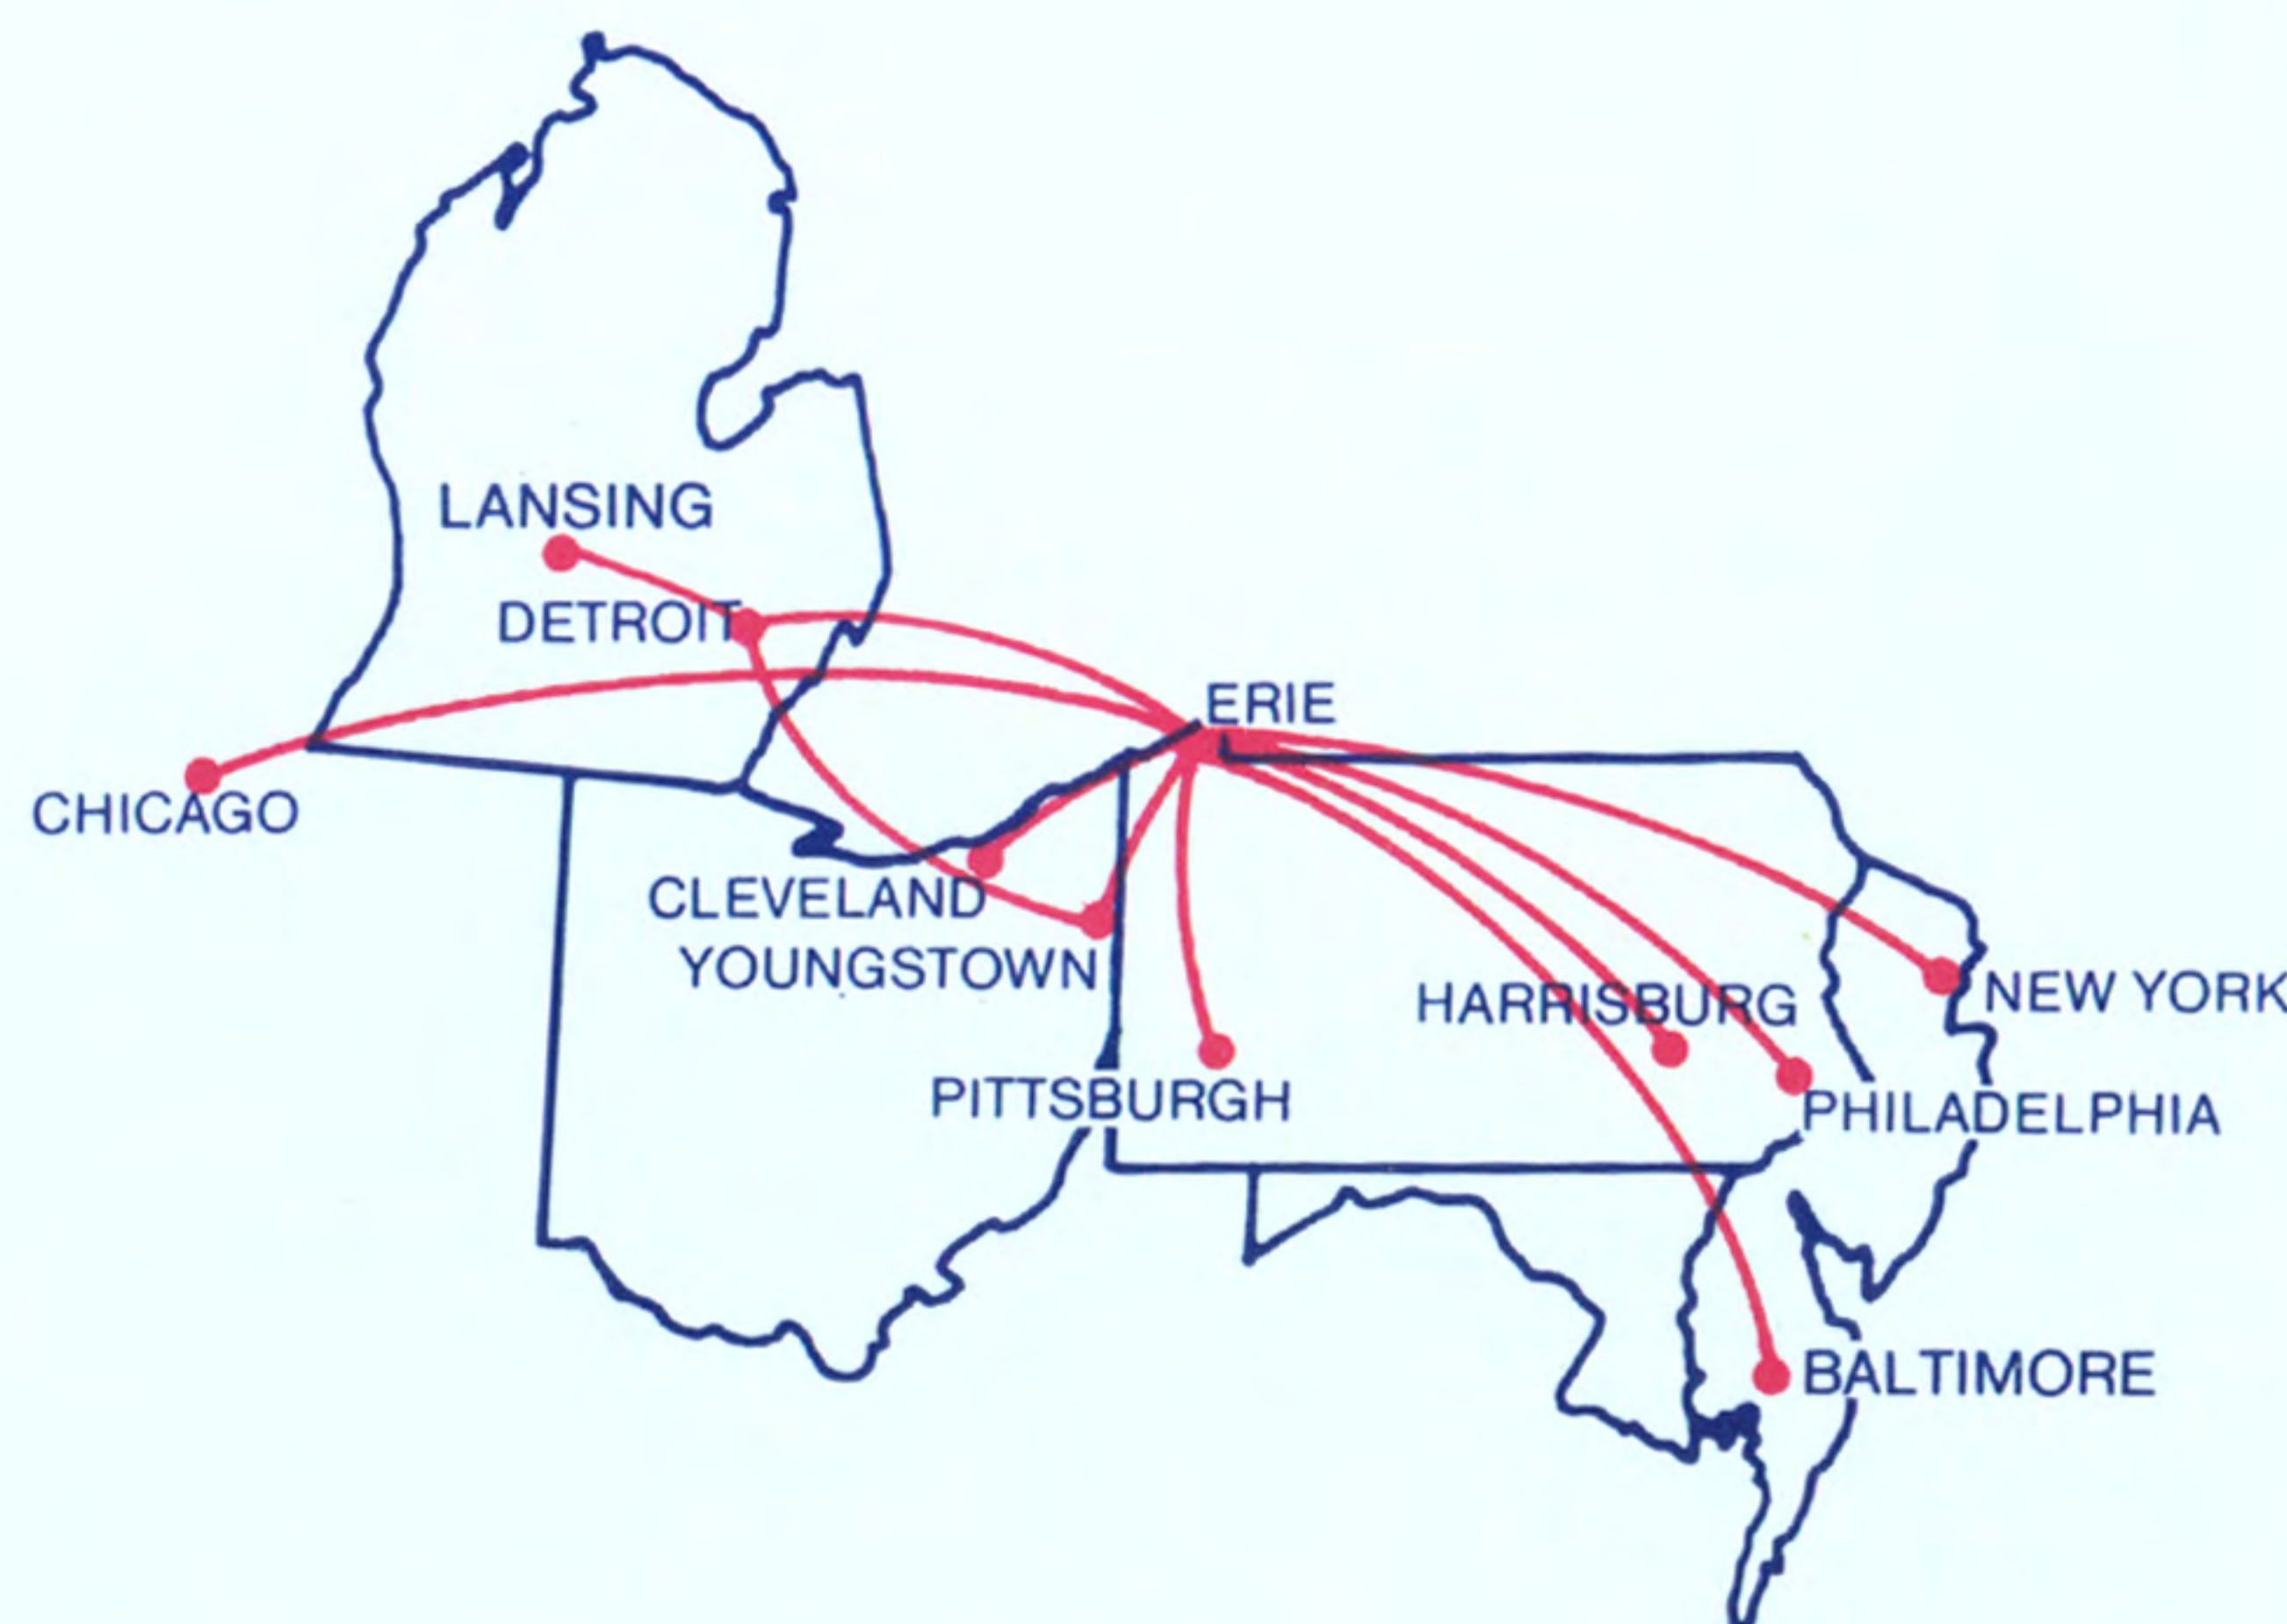 LANSING
DETROIT
ERIE
CHICAGO
CLEVELAND
YOUNGSTOWN
HARRISBURG
NEW YORK
PITTSBURGH
PHILADELPHIA
BALTIMORE